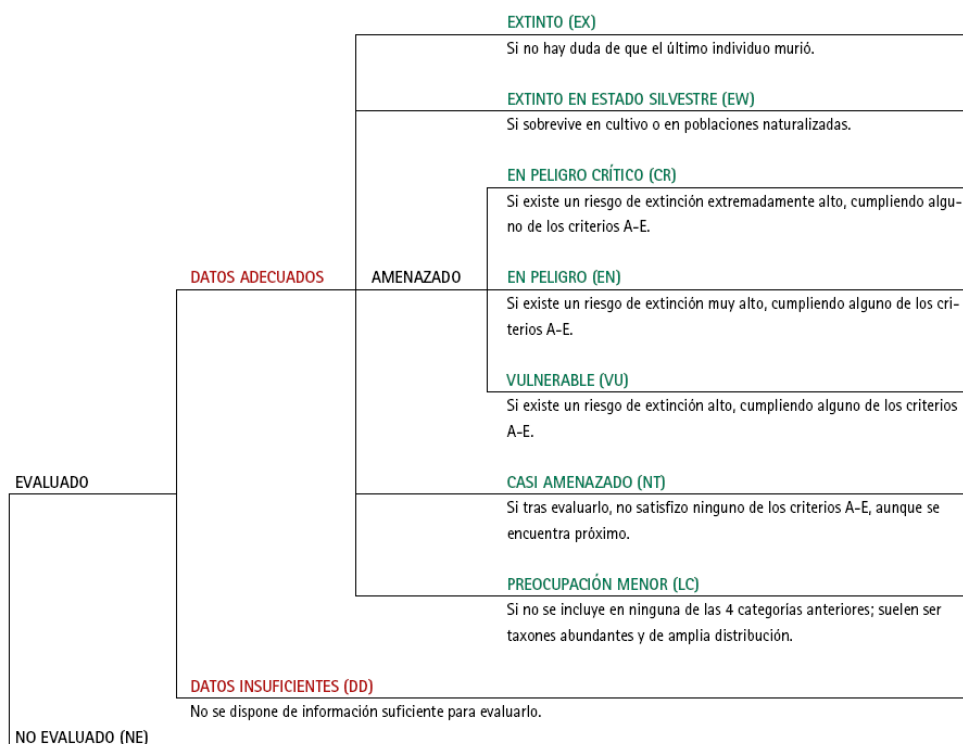 EXTINTO (EX)
Si no hay duda de que el último individuo murió.
EXTINTO EN ESTADO SILVESTRE (EW)
Si sobrevive en cultivo o en poblaciones naturalizadas.
EN PELIGRO CRÍTICO (CR)
Si existe un riesgo de extinción extremadamente alto, cumpliendo algu-
no de los criterios A-E.
DATOS ADECUADOS
AMENAZADO
EN PELIGRO (EN)
Si existe un riesgo de extinción muy alto, cumpliendo alguno de los cri-
terios A-E.
VULNERABLE (VU)
Si existe un riesgo de extinción alto, cumpliendo alguno de los criterios
A-E.
EVALUADO
CASI AMENAZADO (NT)
Si tras evaluarlo, no satisfizo ninguno de los criterios A-E, aunque se
encuentra próximo.
PREOCUPACIÓN MENOR (LC)
Si no se incluye en ninguna de las 4 categorías anteriores; suelen ser
taxones abundantes y de amplia distribución.
DATOS INSUFICIENTES (DD)
No se dispone de información suficiente para evaluarlo.
NO EVALUADO (NE)